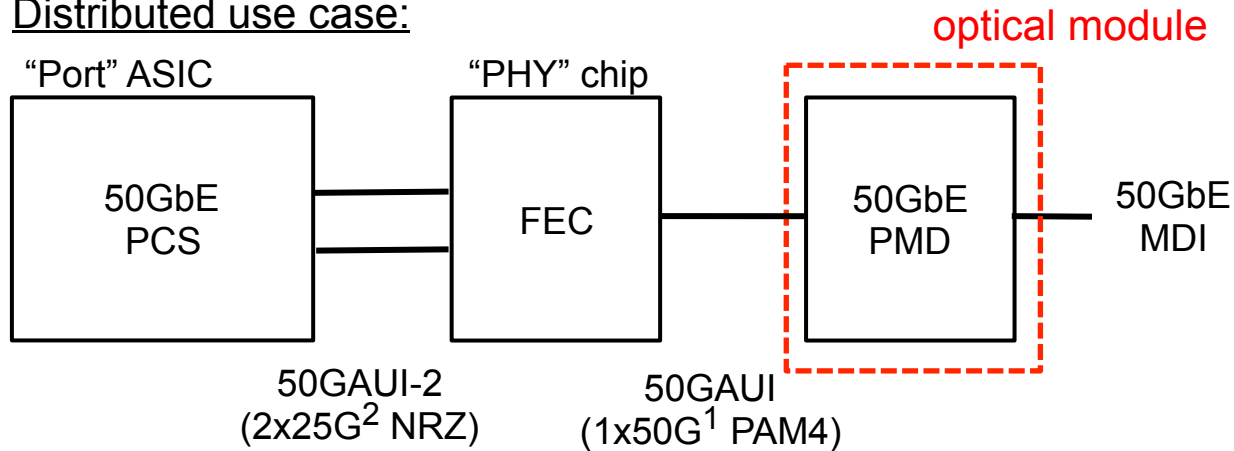 Distributed use case:
optical module
“Port” ASIC
“PHY” chip
50GbE
PCS
FEC
50GbE
PMD
50GbE
MDI
50GAUI-2
(2x25G² NRZ)
50GAUI
(1x50G¹ PAM4)